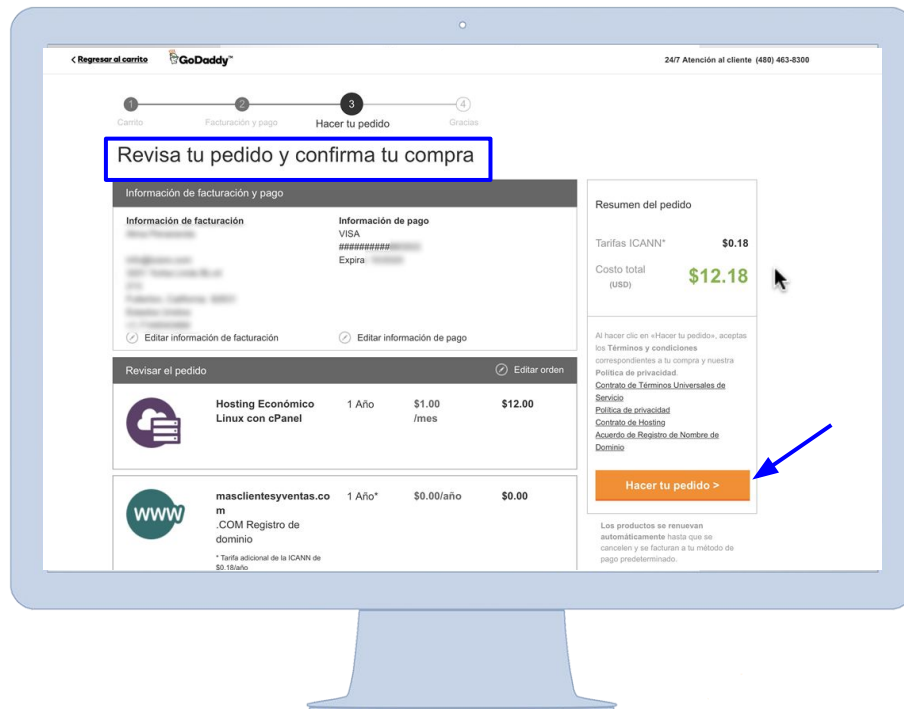 < Regresar al carrito
GoDaddy™
24/7 Atención al cliente (480) 463-8300
1 2 3 4
Carrito Facturación y pago Hacer tu pedido Gracias
Revisa tu pedido y confirma tu compra
Información de facturación y pago
Información de facturación
Información de pago
VISA
##########
Expira
Editar información de facturación
Editar información de pago
Revisar el pedido
Editar orden
Hosting Económico 1 Año $1.00 $12.00
Linux con cPanel /mes
www
masclientesyventas.co 1 Año* $0.00/año $0.00
m
.COM Registro de
dominio
* Tarifa adicional de la ICANN de
$0.18/año
Resumen del pedido
Tarifas ICANN* $0.18
Costo total $12.18
(USD)
Al hacer clic en «Hacer tu pedido», aceptas
los Términos y condiciones
correspondientes a tu compra y nuestra
Política de privacidad.
Contrato de Términos Universales de
Servicio
Política de privacidad
Contrato de Hosting
Acuerdo de Registro de Nombre de
Dominio
Hacer tu pedido >
Los productos se renuevan
automáticamente hasta que se
cancelen y se facturan a tu método de
pago predeterminado.